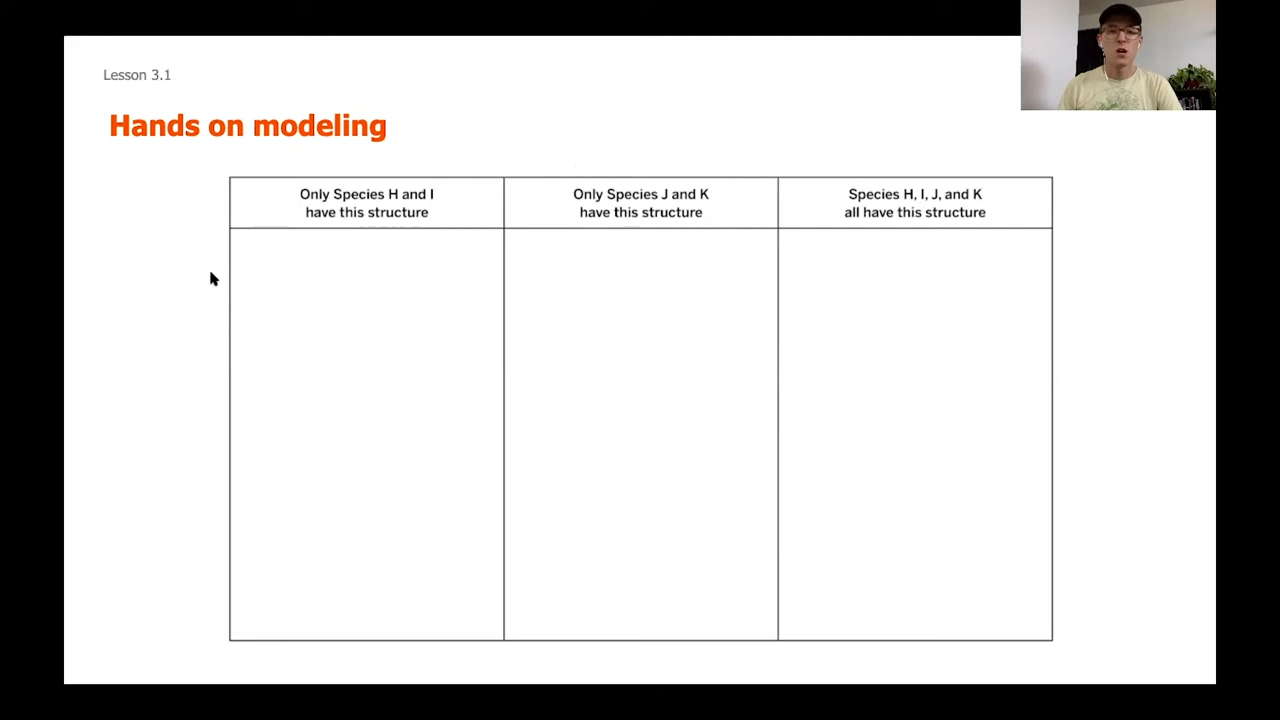 Lesson 3.1
Hands on modeling
Only Species H and I
have this structure
Only Species J and K
have this structure
Species H, I, J, and K
all have this structure